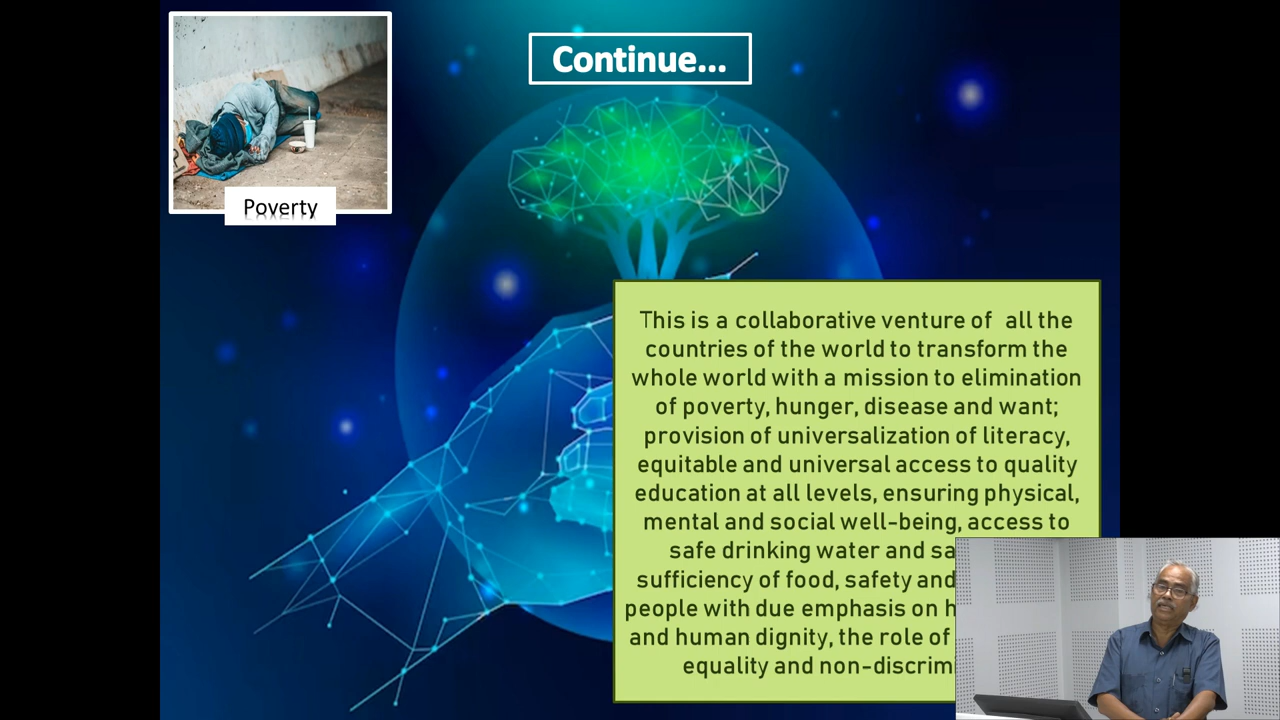 Continue...
Poverty
This is a collaborative venture of all the
countries of the world to transform the
whole world with a mission to elimination
of poverty, hunger, disease and want;
provision of universalization of literacy,
equitable and universal access to quality
education at all levels, ensuring physical,
mental and social well-being, access to
safe drinking water and
sufficiency of food, safety and
people with due emphasis on
and human dignity, the role of
equality and